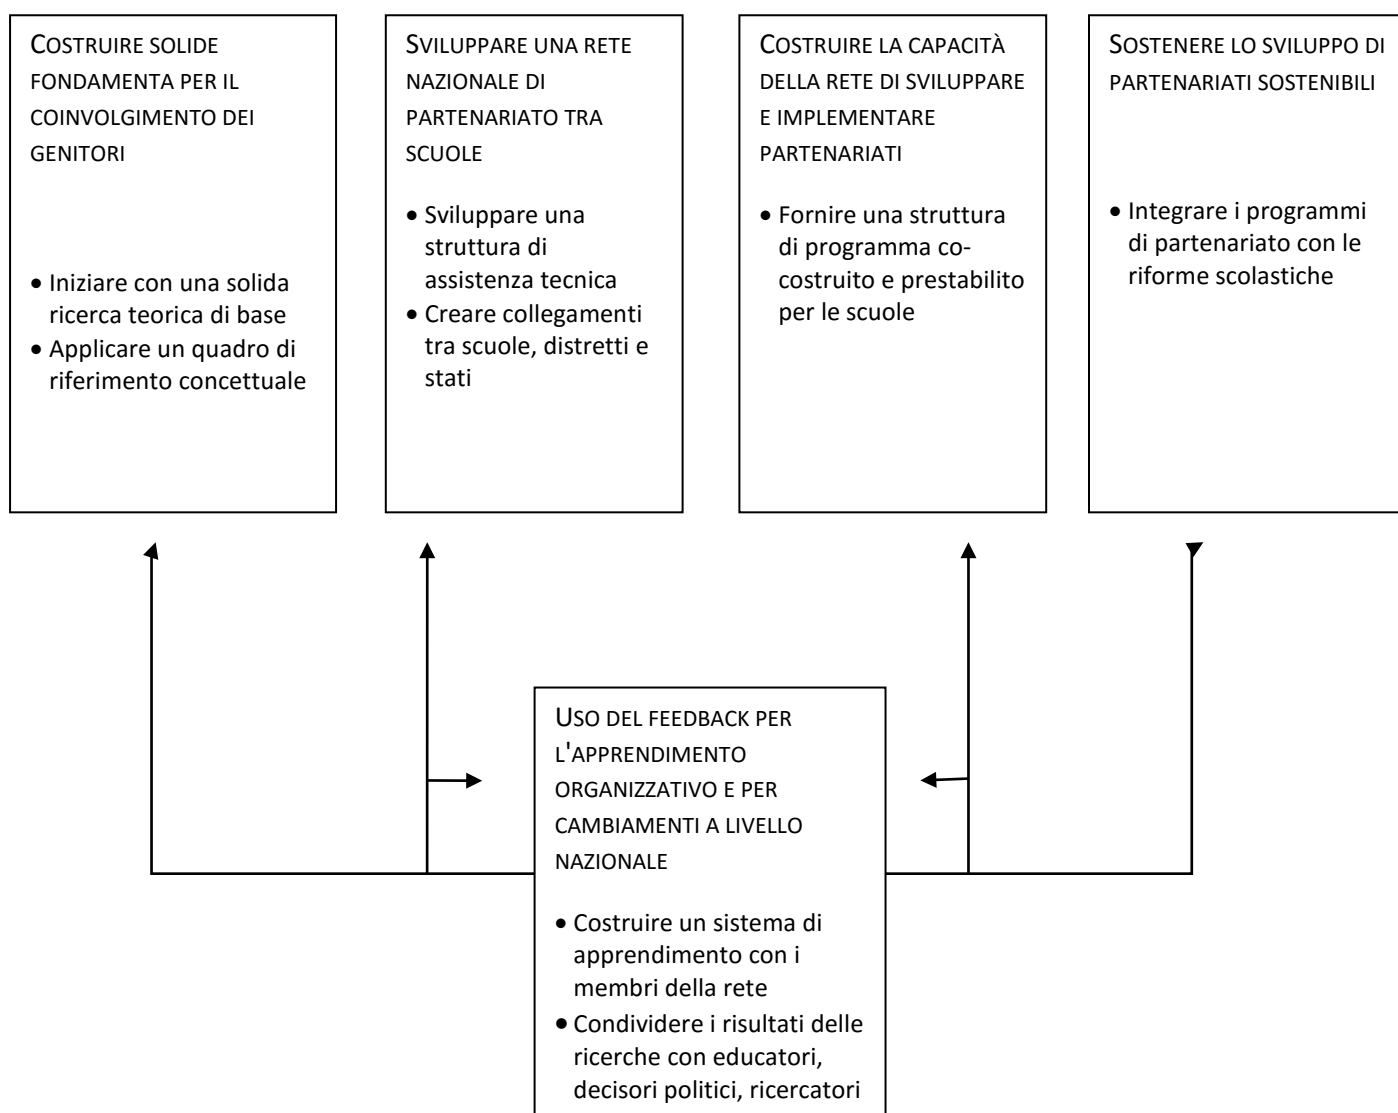 COSTRUIRE SOLIDE
FONDAMENTA PER IL
COINVOLGIMENTO DEI
GENITORI
• Iniziare con una solida
ricerca teorica di base
• Applicare un quadro di
riferimento concettuale
SVILUPPARE UNA RETE
NAZIONALE DI
PARTENARIATO TRA
SCUOLE
• Sviluppare una
struttura di
assistenza tecnica
• Creare collegamenti
tra scuole, distretti e
stati
COSTRUIRE LA CAPACITÀ
DELLA RETE DI SVILUPPARE
E IMPLEMENTARE
PARTENARIATI
• Fornire una struttura
di programma co-
costruito e prestabilito
per le scuole
SOSTENERE LO SVILUPPO DI
PARTENARIATI SOSTENIBILI
• Integrare i programmi
di partenariato con le
riforme scolastiche
USO DEL FEEDBACK PER
L'APPRENDIMENTO
ORGANIZZATIVO E PER
CAMBIAMENTI A LIVELLO
NAZIONALE
• Costruire un sistema di
apprendimento con i
membri della rete
• Condividere i risultati delle
ricerche con educatori,
decisori politici, ricercatori